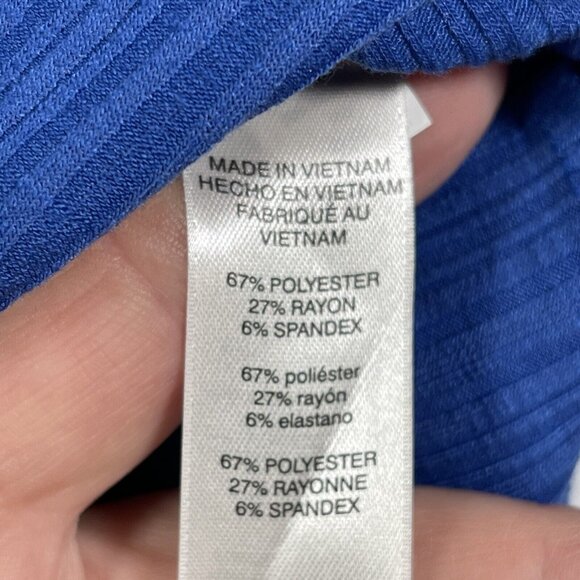 MADE IN VIETNAM
HECHO EN VIETNAM
FABRIQUÉ AU
VIETNAM
67% POLYESTER
27% RAYON
6% SPANDEX
67% poliéster
27% rayón
6% elastano
67% POLYESTER
27% RAYONNE
6% SPANDEX